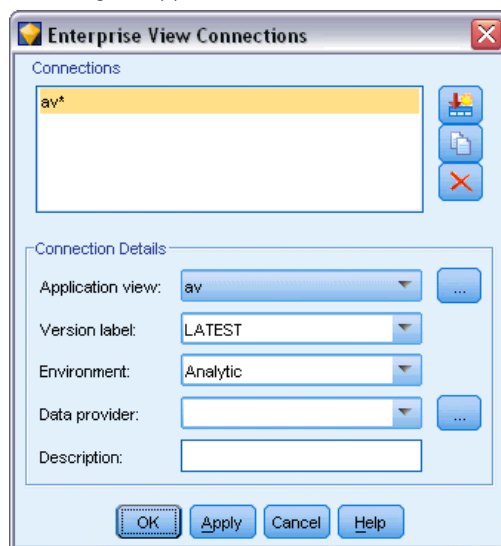 Enterprise View Connections
Connections
av*
Connection Details
Application view: av ...
Version label: LATEST
Environment: Analytic
Data provider: ...
Description:
OK Apply Cancel Help